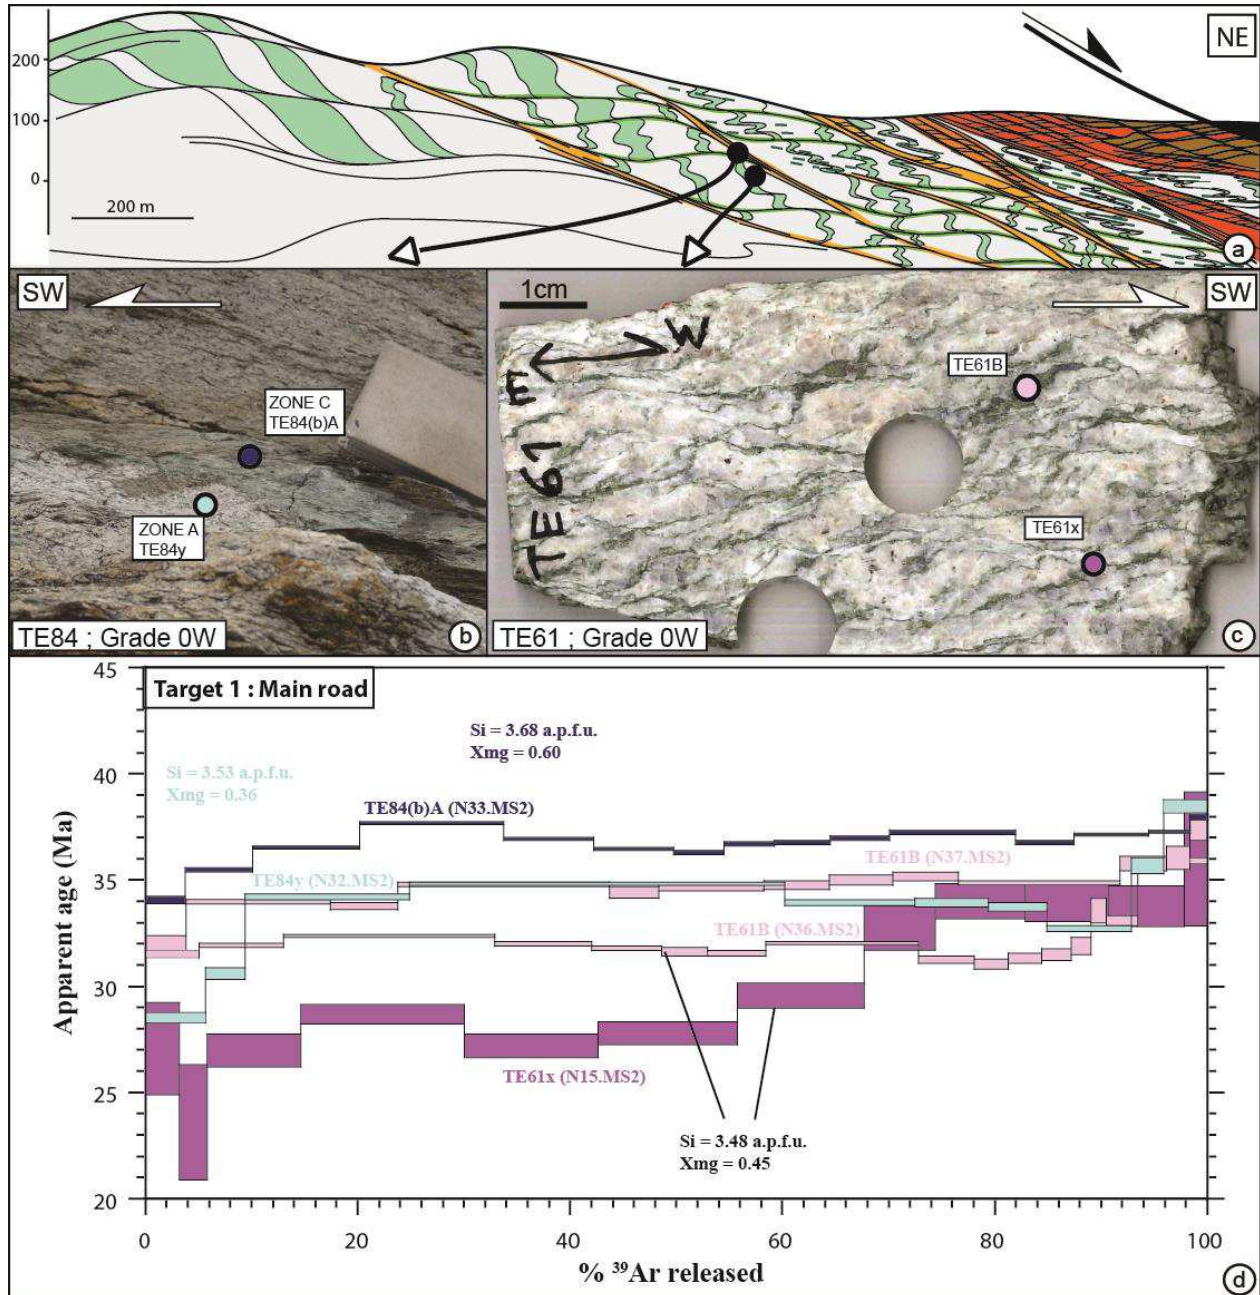 NE
200
100
0
200 m
a
SW
ZONE C
TE84(b)A
ZONE A
TE84y
TE84 ; Grade 0W
b
1cm
SW
E W
TE61
TE61B
TE61x
TE61 ; Grade 0W
c
Target 1 : Main road
45
40
35
30
25
20
Apparent age (Ma)
Si = 3.68 a.p.f.u.
Xmg = 0.60
Si = 3.53 a.p.f.u.
Xmg = 0.36
TE84(b)A (N33.MS2)
TE84y (N32.MS2)
TE61B (N37.MS2)
TE61B (N36.MS2)
TE61x (N15.MS2)
Si = 3.48 a.p.f.u.
Xmg = 0.45
0 20 40 60 80 100
% ³⁹Ar released
d